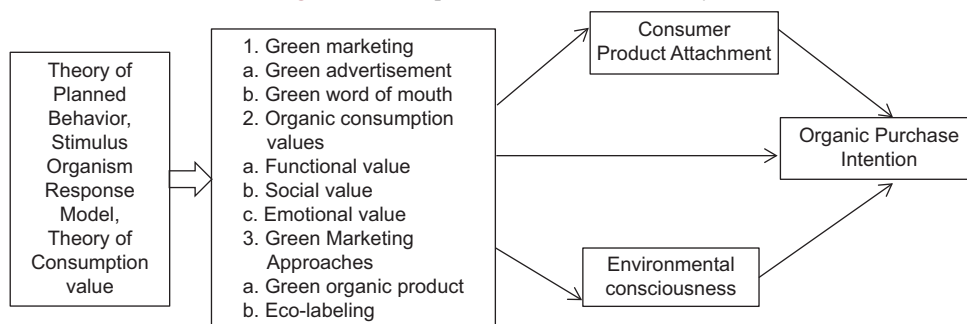 Theory of
Planned
Behavior,
Stimulus
Organism
Response
Model,
Theory of
Consumption
value
1. Green marketing
a. Green advertisement
b. Green word of mouth
2. Organic consumption
values
a. Functional value
b. Social value
c. Emotional value
3. Green Marketing
Approaches
a. Green organic product
b. Eco-labeling
Consumer
Product Attachment
Organic Purchase
Intention
Environmental
consciousness